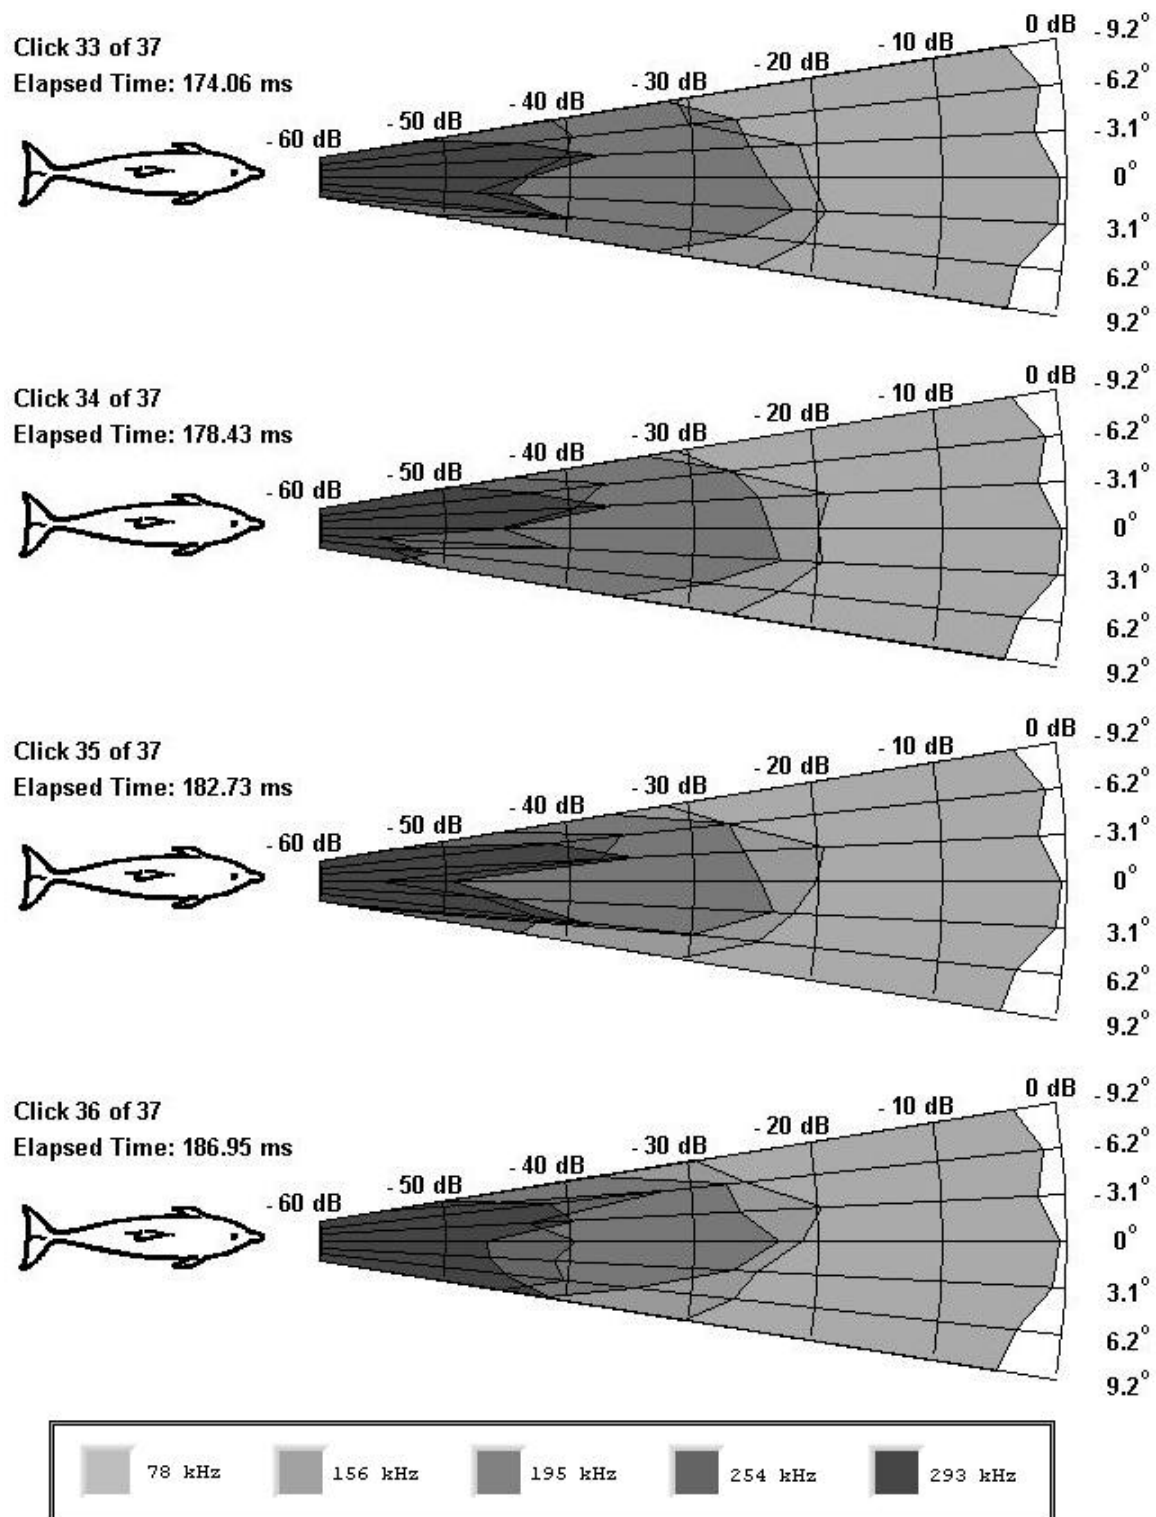 Click 33 of 37
Elapsed Time: 174.06 ms
- 60 dB
- 50 dB
- 40 dB
- 30 dB
- 20 dB
- 10 dB
0 dB
- 9.2°
- 6.2°
- 3.1°
0°
3.1°
6.2°
9.2°
Click 34 of 37
Elapsed Time: 178.43 ms
- 60 dB
- 50 dB
- 40 dB
- 30 dB
- 20 dB
- 10 dB
0 dB
- 9.2°
- 6.2°
- 3.1°
0°
3.1°
6.2°
9.2°
Click 35 of 37
Elapsed Time: 182.73 ms
- 60 dB
- 50 dB
- 40 dB
- 30 dB
- 20 dB
- 10 dB
0 dB
- 9.2°
- 6.2°
- 3.1°
0°
3.1°
6.2°
9.2°
Click 36 of 37
Elapsed Time: 186.95 ms
- 60 dB
- 50 dB
- 40 dB
- 30 dB
- 20 dB
- 10 dB
0 dB
- 9.2°
- 6.2°
- 3.1°
0°
3.1°
6.2°
9.2°
78 kHz 156 kHz 195 kHz 254 kHz 293 kHz